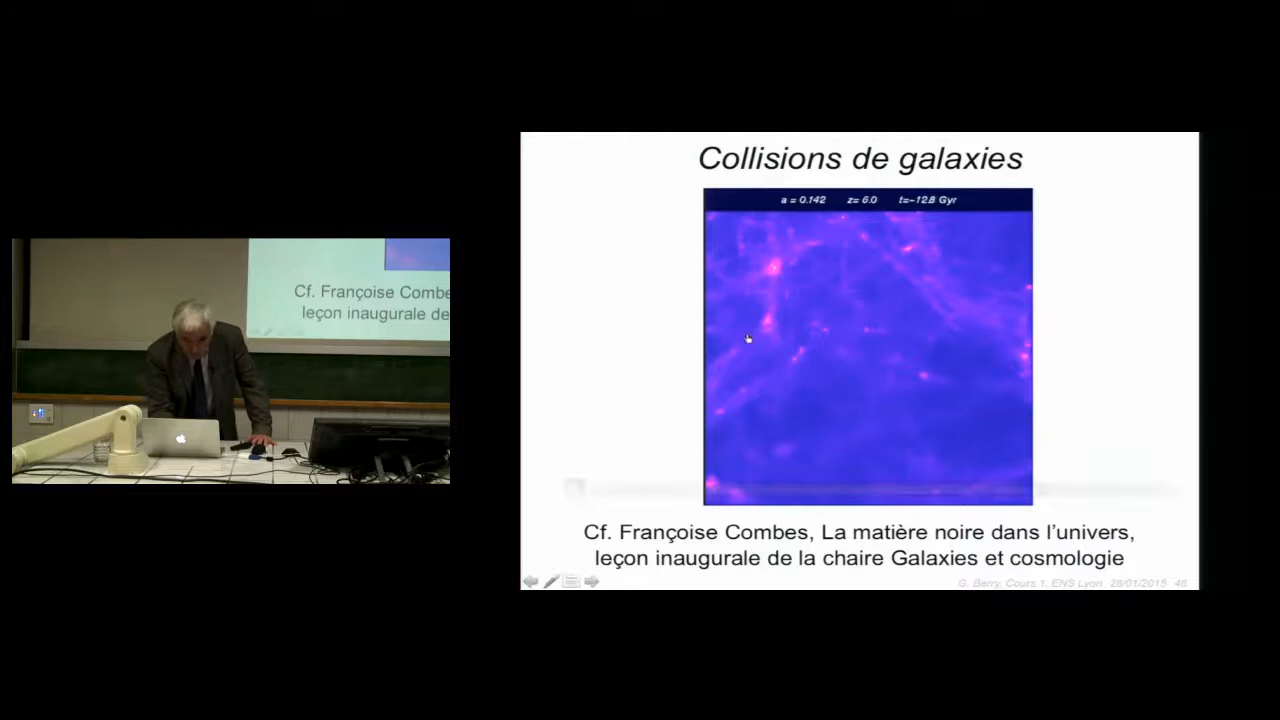 Collisions de galaxies
a = 0.142 z= 6.0 t=-12.8 Gyr
Cf. Françoise Combes, La matière noire dans l'univers,
leçon inaugurale de la chaire Galaxies et cosmologie
G. Berry, Cours 1, ENS Lyon 28/01/2015 46
Cf. Françoise Combe
leçon inaugurale de